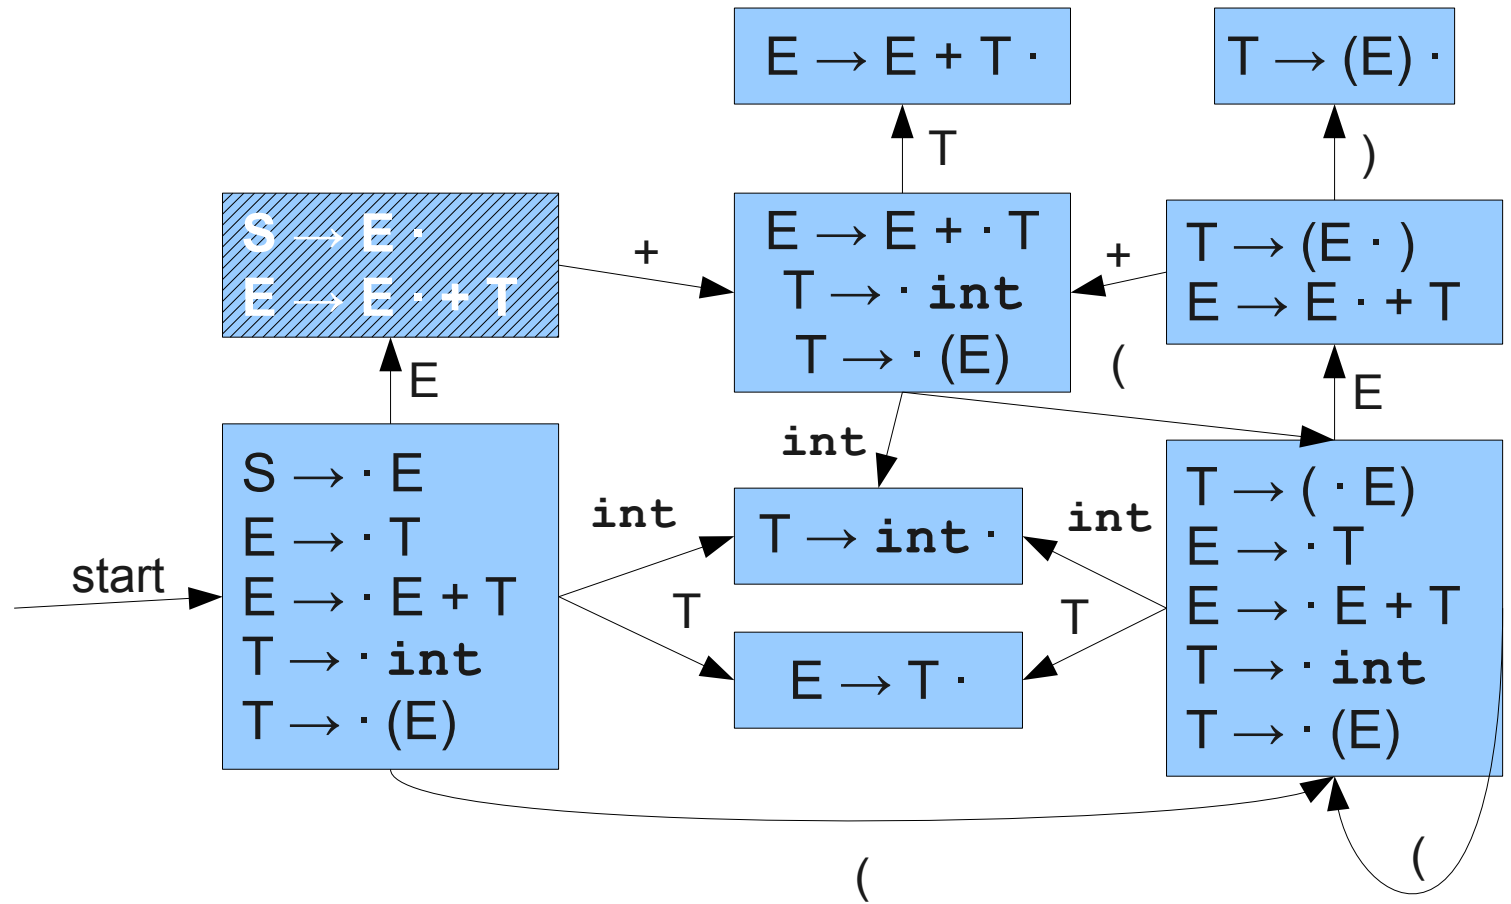 E → E + T ·
T → (E) ·
T
)
S → E ·
E → E · + T
+
E → E + · T
T → · int
T → · (E)
+
T → (E · )
E → E · + T
E
(
E
int
S → · E
E → · T
E → · E + T
T → · int
T → · (E)
start
int
T
T → int ·
E → T ·
int
T
T → ( · E)
E → · T
E → · E + T
T → · int
T → · (E)
(
(